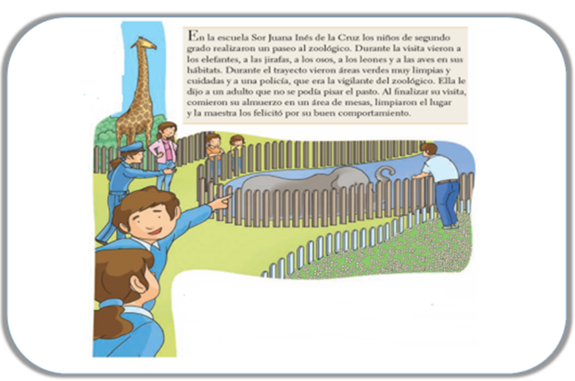 En la escuela Sor Juana Inés de la Cruz los niños de segundo
grado realizaron un paseo al zoológico. Durante la visita vieron a
los elefantes, a las jirafas, a los osos, a los leones y a las aves en sus
hábitats. Durante el trayecto vieron áreas verdes muy limpias y
cuidadas y a una policía, que era la vigilante del zoológico. Ella le
dijo a un adulto que no se podía pisar el pasto. Al finalizar su visita,
comieron su almuerzo en un área de mesas, limpiaron el lugar
y la maestra los felicitó por su buen comportamiento.